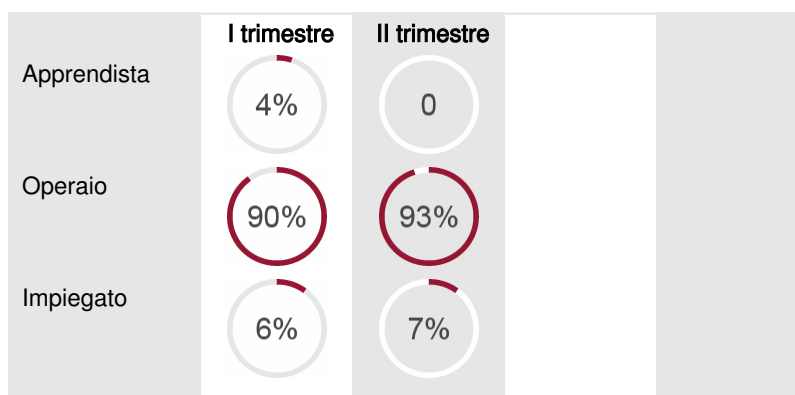 I trimestre II trimestre
Apprendista 4% 0
Operaio 90% 93%
Impiegato 6% 7%